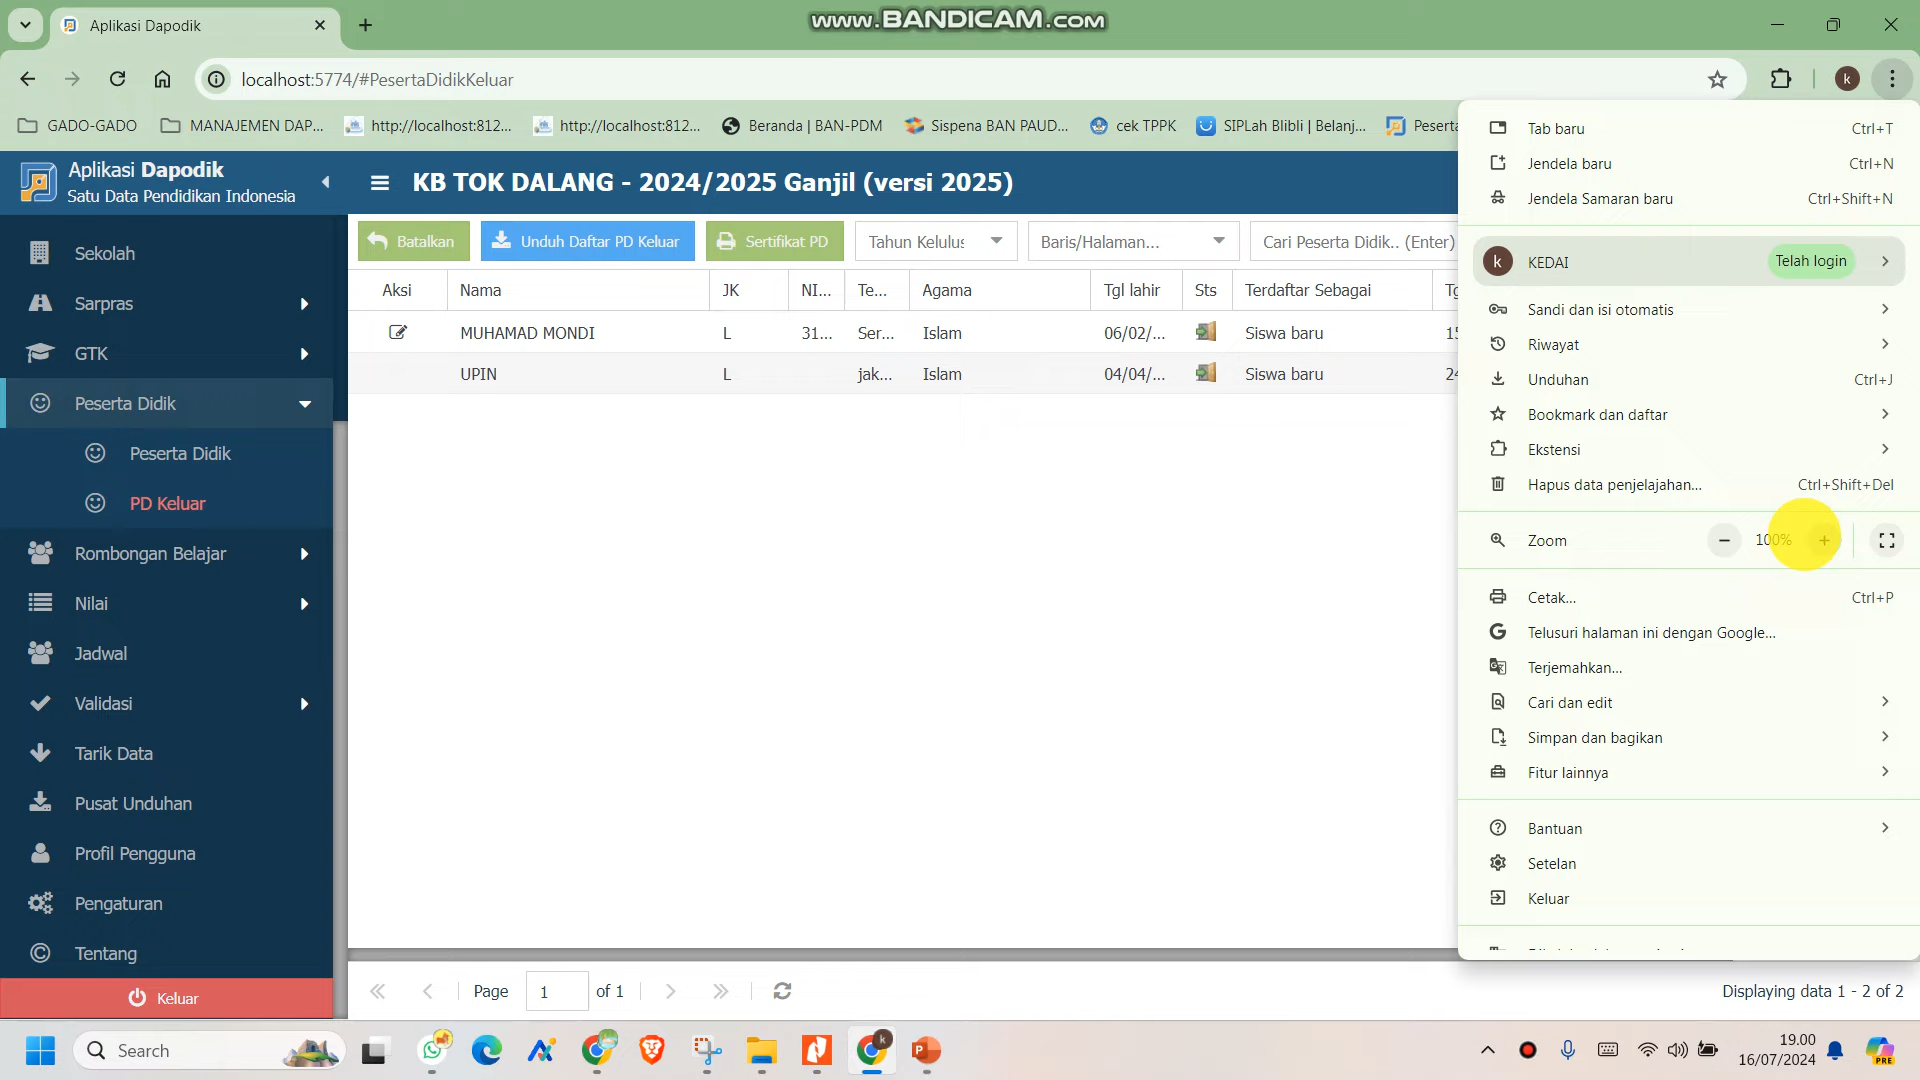 Aplikasi Dapodik
www.BANDICAM.com
localhost:5774/#PesertaDidikKeluar
k
GADO-GADO
MANAJEMEN DAP...
http://localhost:812...
http://localhost:812...
Beranda | BAN-PDM
Sispena BAN PAUD...
cek TPPK
SIPLah Blibli | Belanj...
Peserta
Aplikasi Dapodik
Satu Data Pendidikan Indonesia
KB TOK DALANG - 2024/2025 Ganjil (versi 2025)
Sekolah
Sarpras
GTK
Peserta Didik
Peserta Didik
PD Keluar
Rombongan Belajar
Nilai
Jadwal
Validasi
Tarik Data
Pusat Unduhan
Profil Pengguna
Pengaturan
Tentang
Keluar
Batalkan
Unduh Daftar PD Keluar
Sertifikat PD
Tahun Kelulus
Baris/Halaman...
Cari Peserta Didik.. (Enter)
Aksi Nama JK NI... Te... Agama Tgl lahir Sts Terdaftar Sebagai Tg
MUHAMAD MONDI L 31... Ser... Islam 06/02/... Siswa baru 15
UPIN L jak... Islam 04/04/... Siswa baru 24
Page 1 of 1
Displaying data 1 - 2 of 2
Tab baru Ctrl+T
Jendela baru Ctrl+N
Jendela Samaran baru Ctrl+Shift+N
k KEDAI Telah login
Sandi dan isi otomatis
Riwayat
Unduhan Ctrl+J
Bookmark dan daftar
Ekstensi
Hapus data penjelajahan... Ctrl+Shift+Del
Zoom − 100% +
Cetak... Ctrl+P
Telusuri halaman ini dengan Google...
Terjemahkan...
Cari dan edit
Simpan dan bagikan
Fitur lainnya
Bantuan
Setelan
Keluar
Search
19.00
16/07/2024
PRE